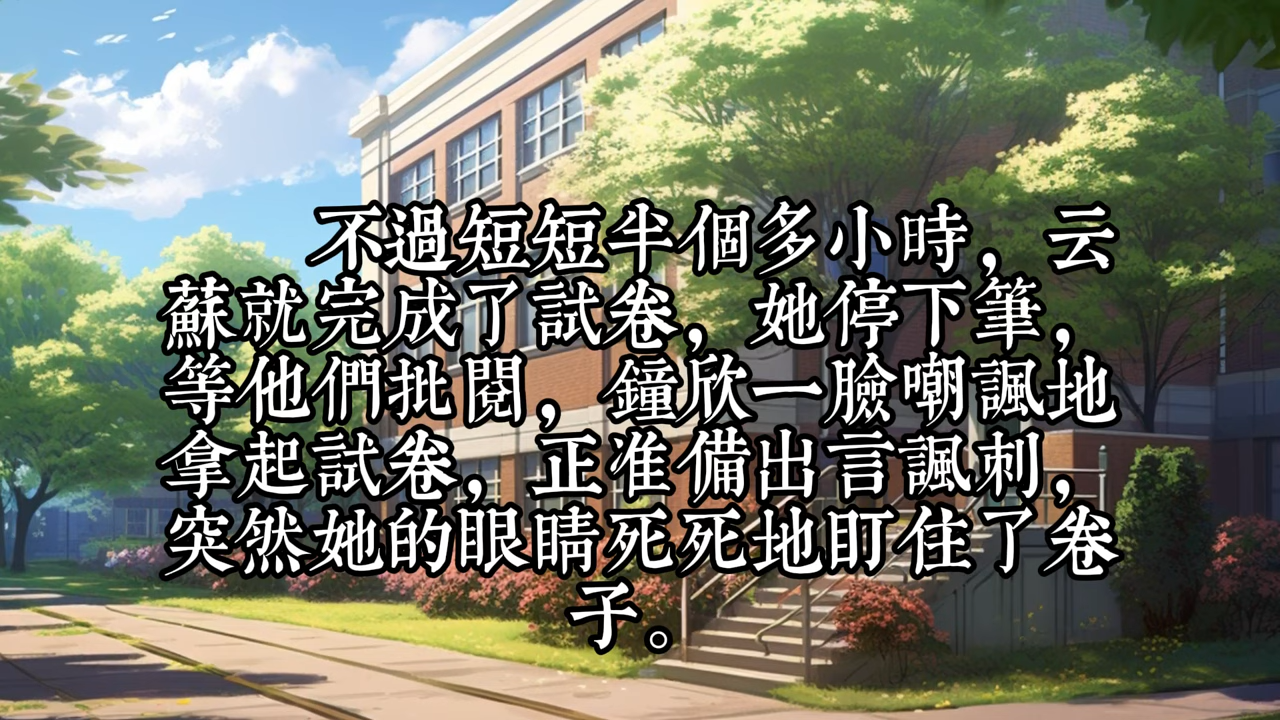 不過短短半個多小時，云
蘇就完成了試卷，她停下筆，
等他們批閱，鐘欣一臉嘲諷地
拿起試卷，正准備出言諷刺，
突然她的眼睛死死地盯住了卷
子。